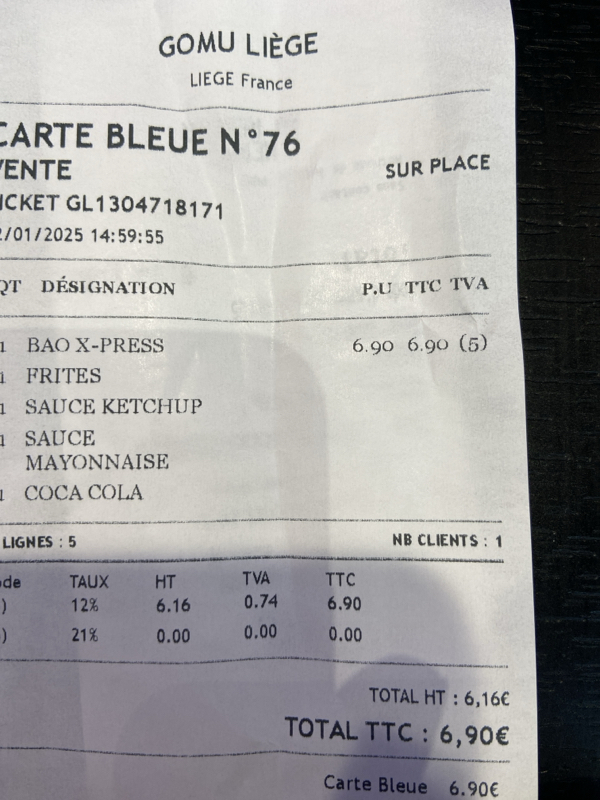 GOMU LIÈGE
LIEGE France
CARTE BLEUE N°76
VENTE SUR PLACE
ICKET GL1304718171
2/01/2025 14:59:55
QT DÉSIGNATION P.U TTC TVA
1 BAO X-PRESS 6.90 6.90 (5)
1 FRITES
1 SAUCE KETCHUP
1 SAUCE
MAYONNAISE
1 COCA COLA
LIGNES : 5 NB CLIENTS : 1
ode TAUX HT TVA TTC
) 12% 6.16 0.74 6.90
) 21% 0.00 0.00 0.00
TOTAL HT : 6,16€
TOTAL TTC : 6,90€
Carte Bleue 6.90€